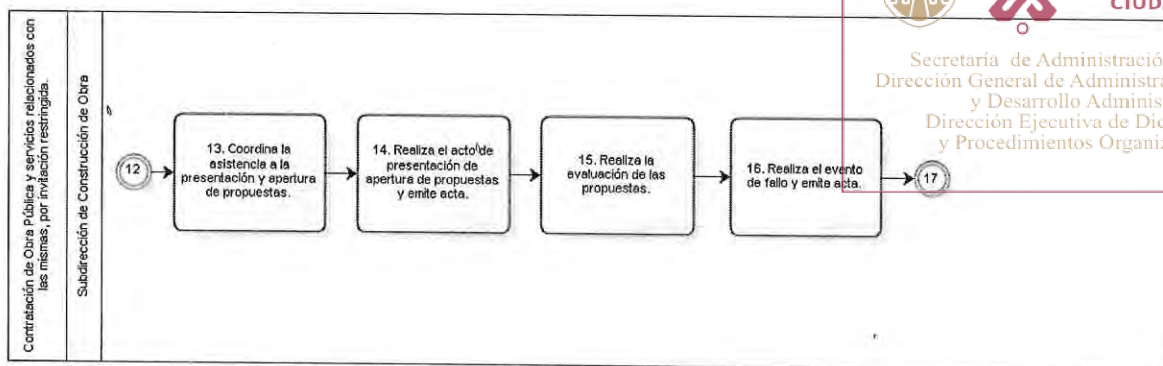 Contratación de Obra Pública y servicios relacionados con
las mismas, por invitación restringida.
Subdirección de Construcción de Obra
12
13. Coordina la
asistencia a la
presentación y apertura
de propuestas.
14. Realiza el acto de
presentación de
apertura de propuestas
y emite acta.
15. Realiza la
evaluación de las
propuestas.
16. Realiza el evento
de fallo y emite acta.
17
CIUD
Secretaría de Administració
Dirección General de Administra
y Desarrollo Adminis
Dirección Ejecutiva de Dic
y Procedimientos Organiz